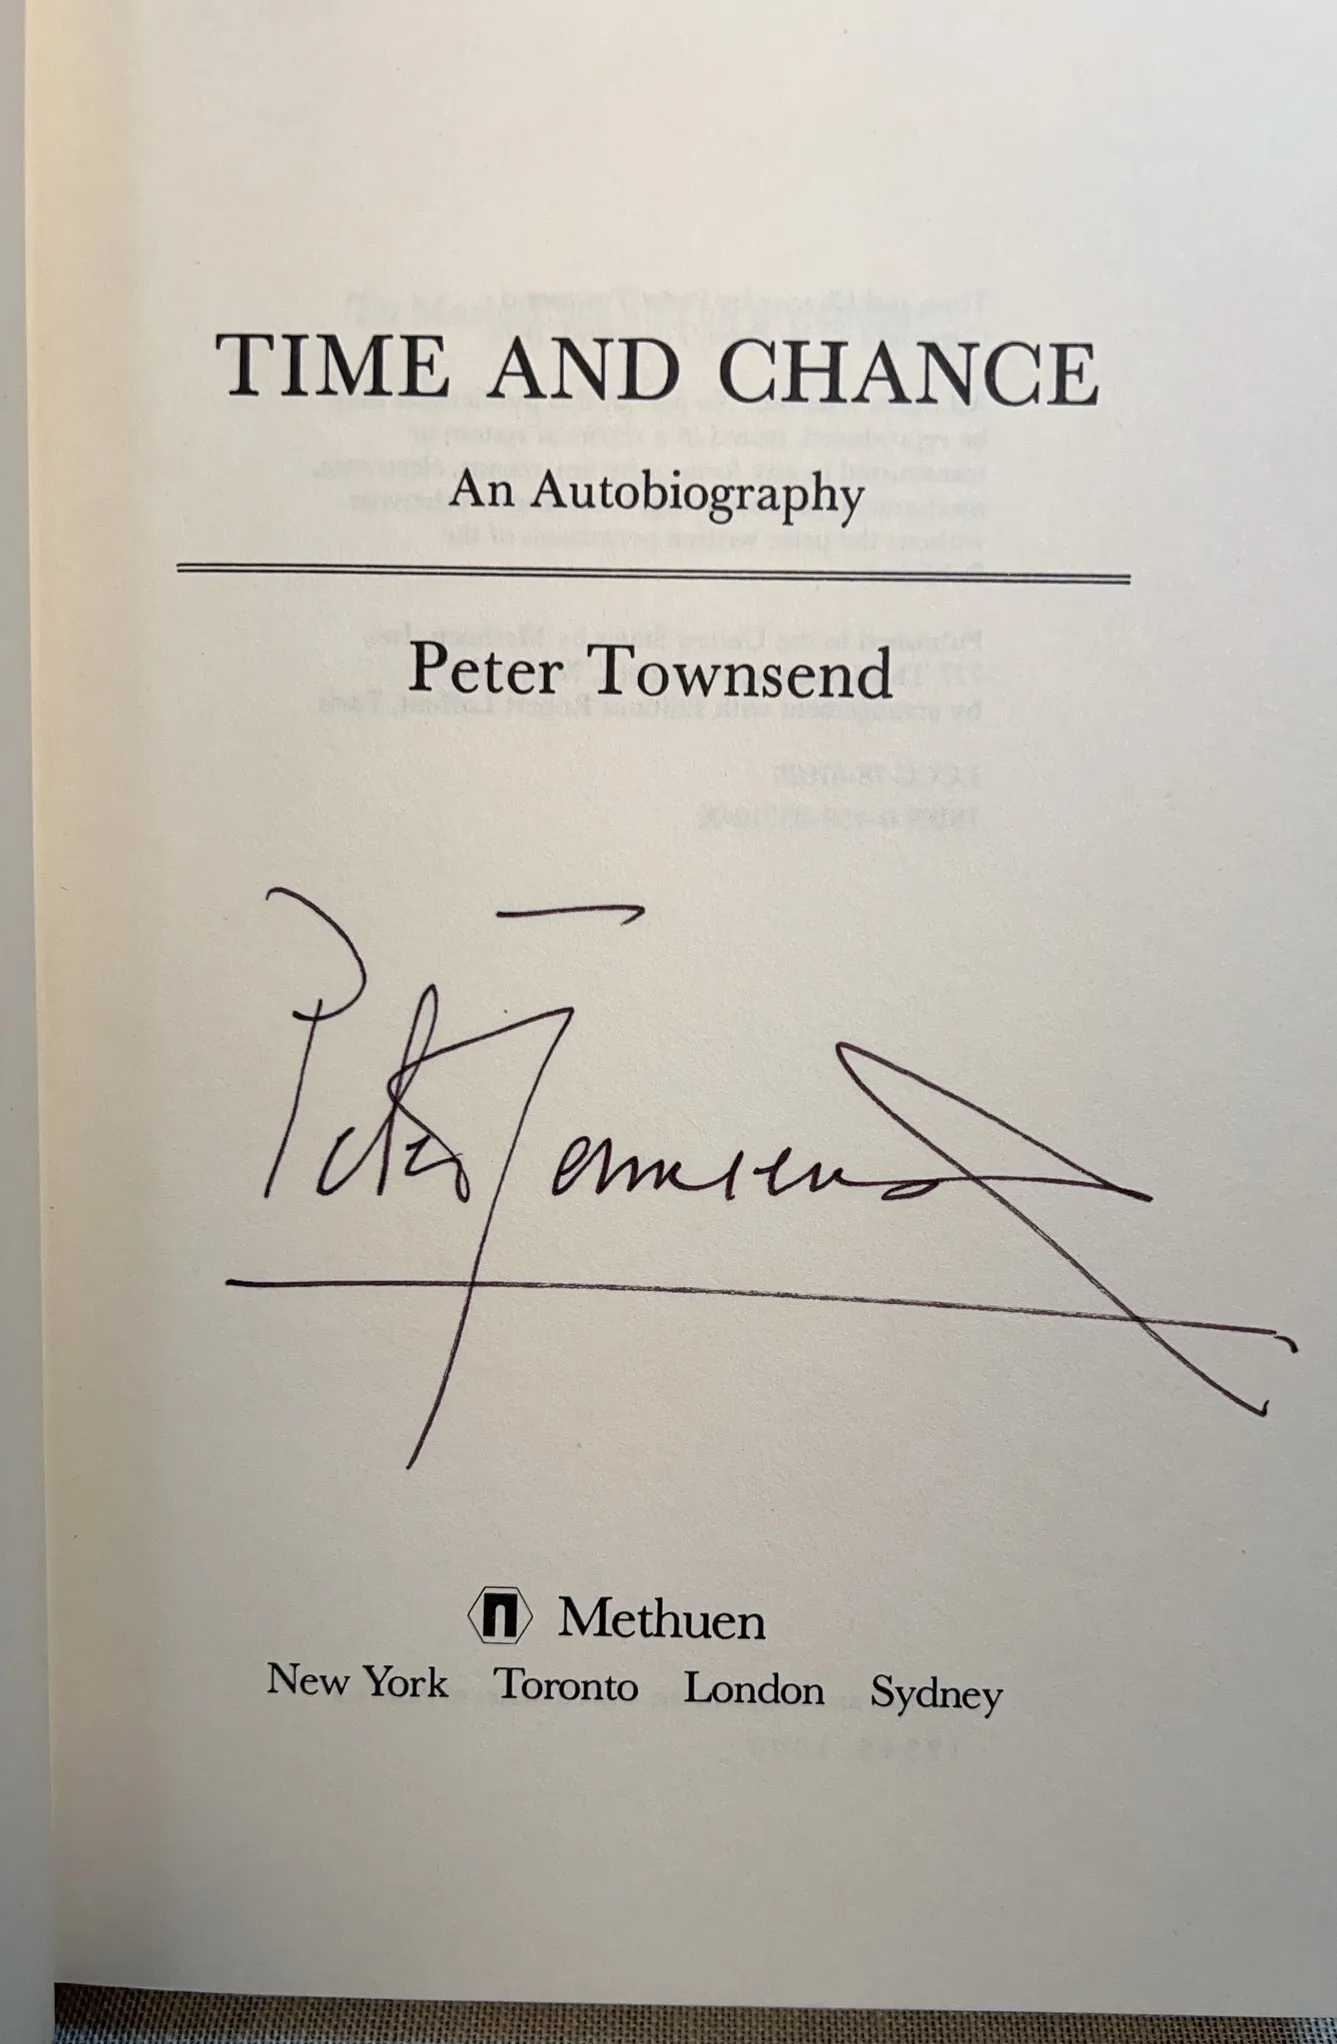 TIME AND CHANCE
An Autobiography
Peter Townsend
Peter Townsend
Methuen
New York Toronto London Sydney